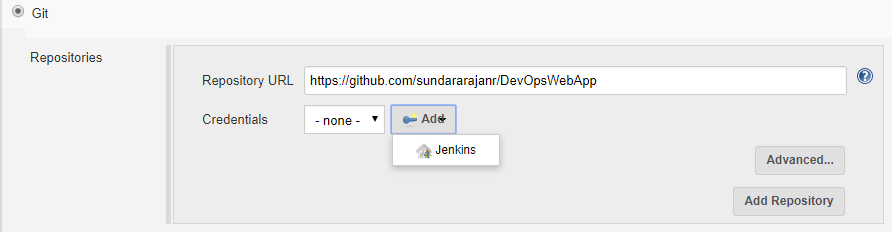 Git
Repositories
Repository URL https://github.com/sundararajanr/DevOpsWebApp ?
Credentials - none - Add
Jenkins
Advanced...
Add Repository